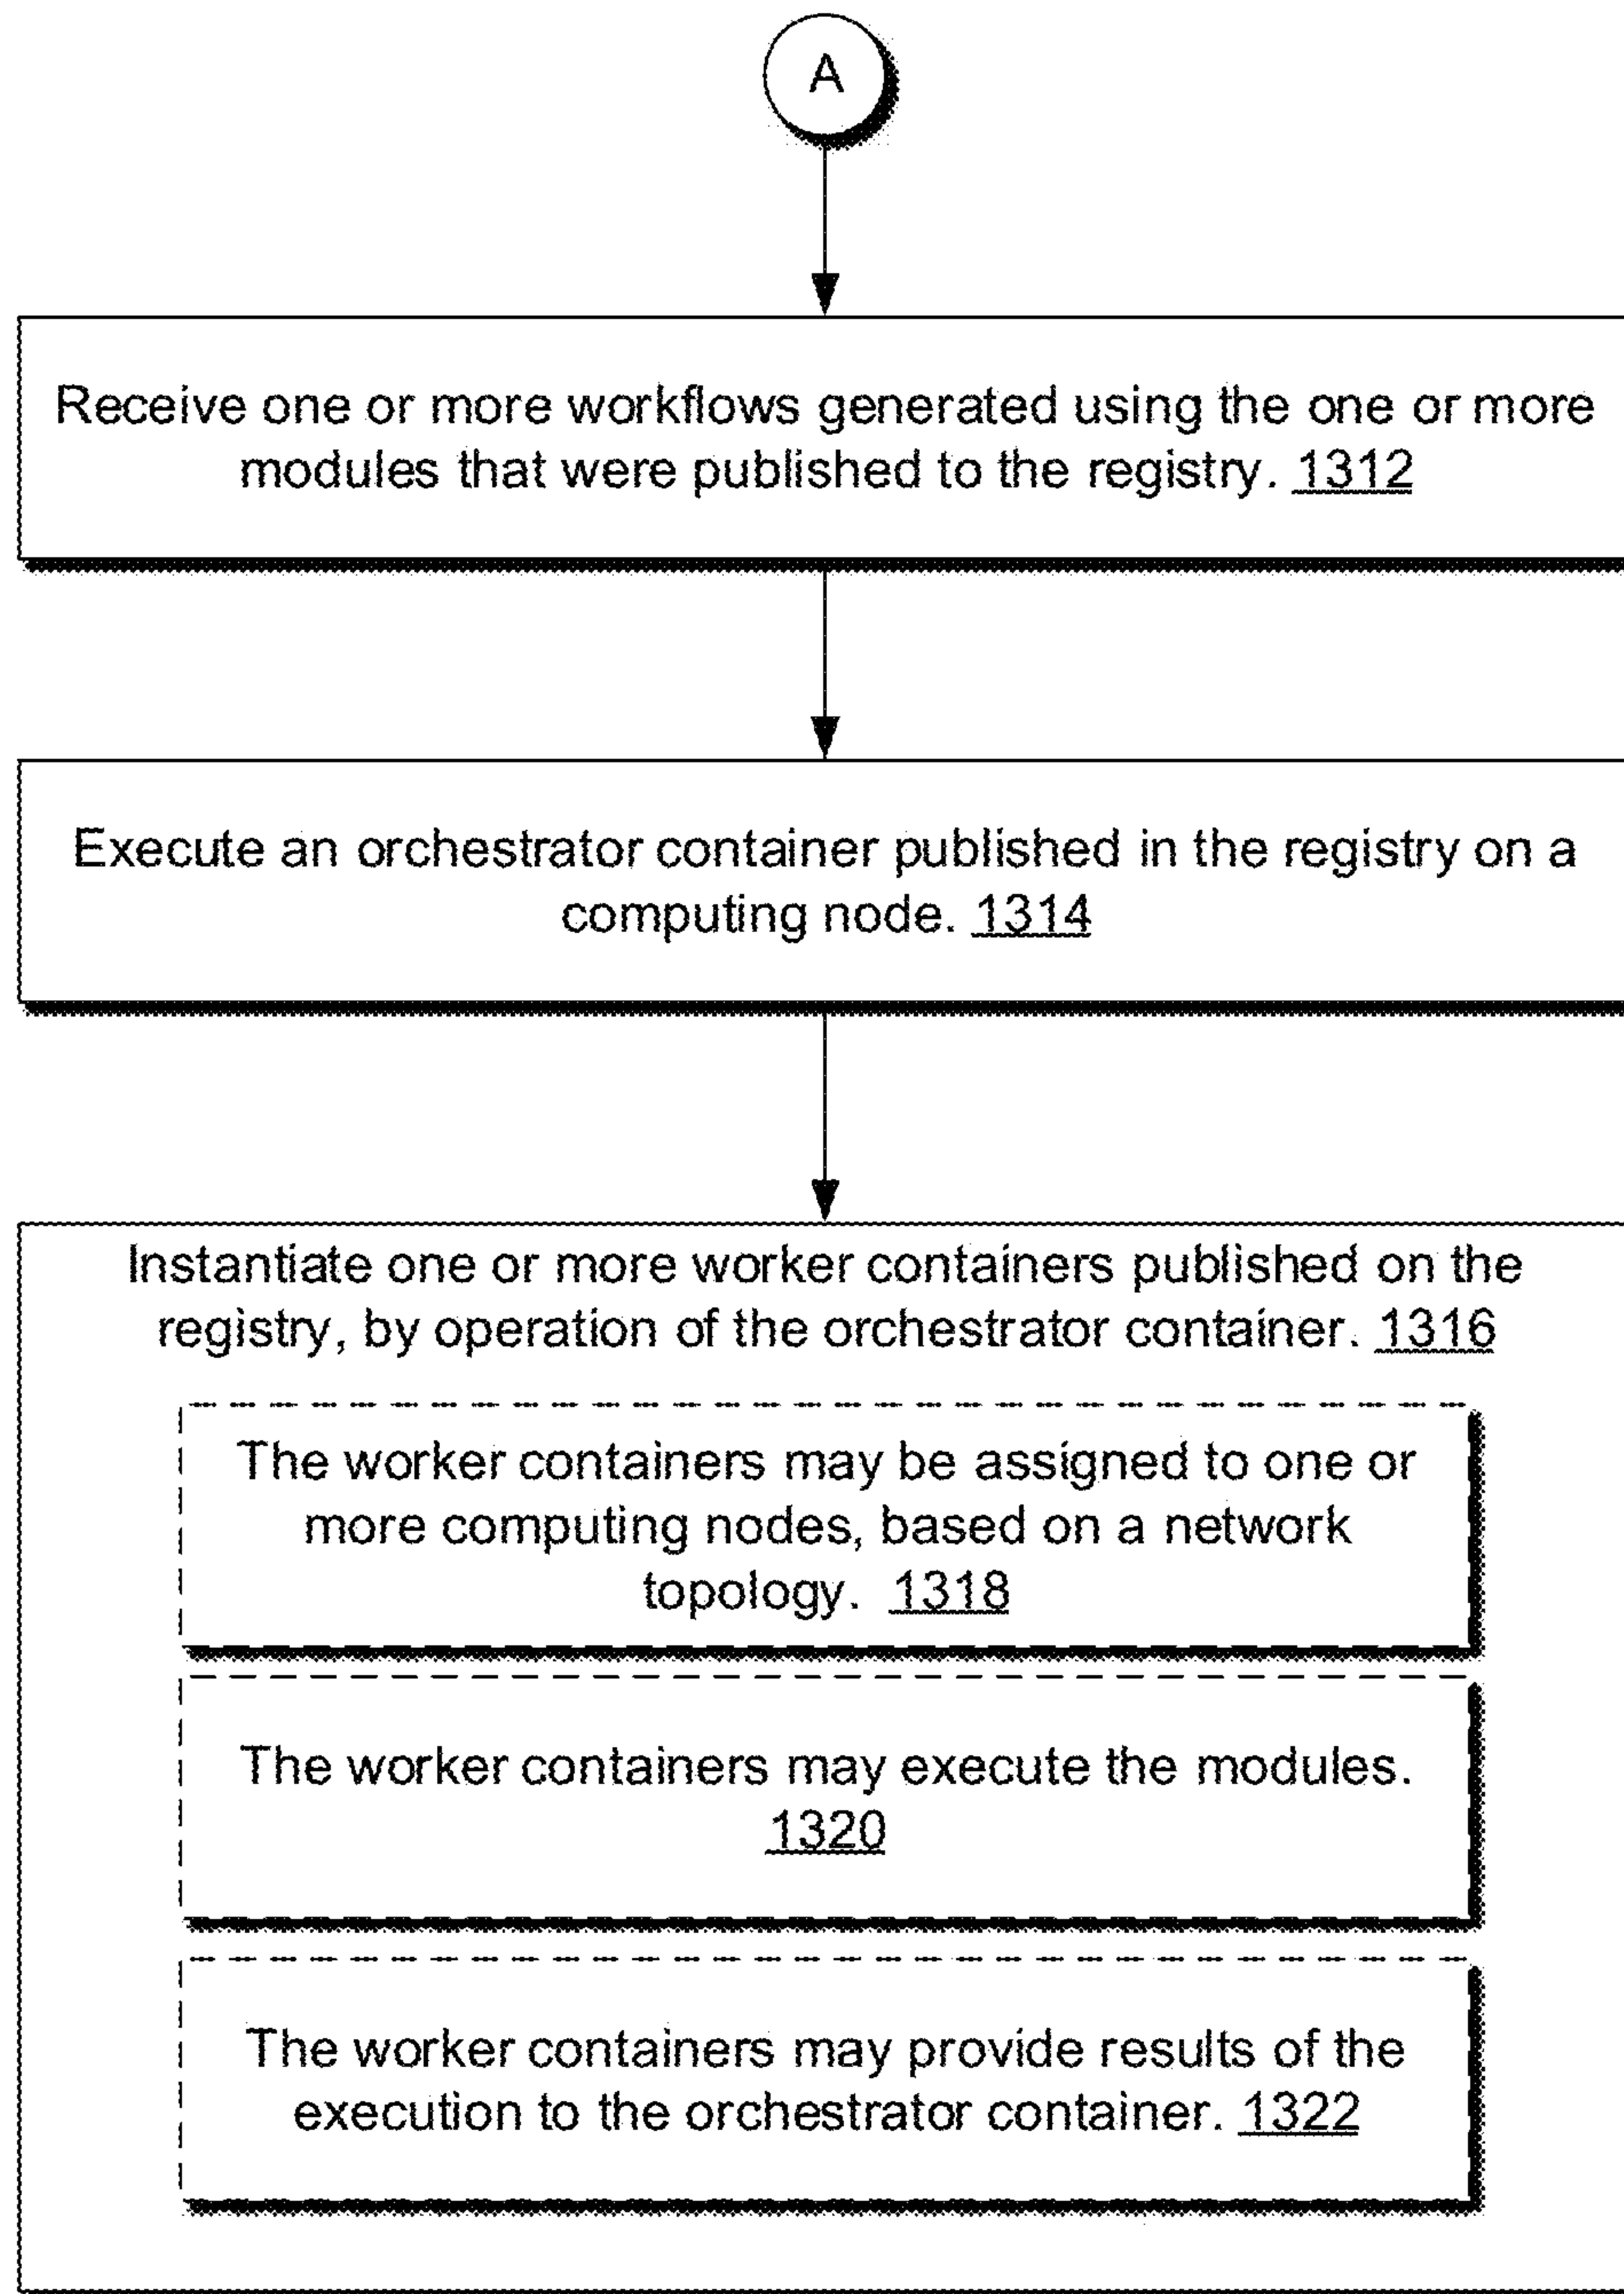 A
Receive one or more workflows generated using the one or more
modules that were published to the registry. 1312
Execute an orchestrator container published in the registry on a
computing node. 1314
Instantiate one or more worker containers published on the
registry, by operation of the orchestrator container. 1316
The worker containers may be assigned to one or
more computing nodes, based on a network
topology. 1318
The worker containers may execute the modules.
1320
The worker containers may provide results of the
execution to the orchestrator container. 1322